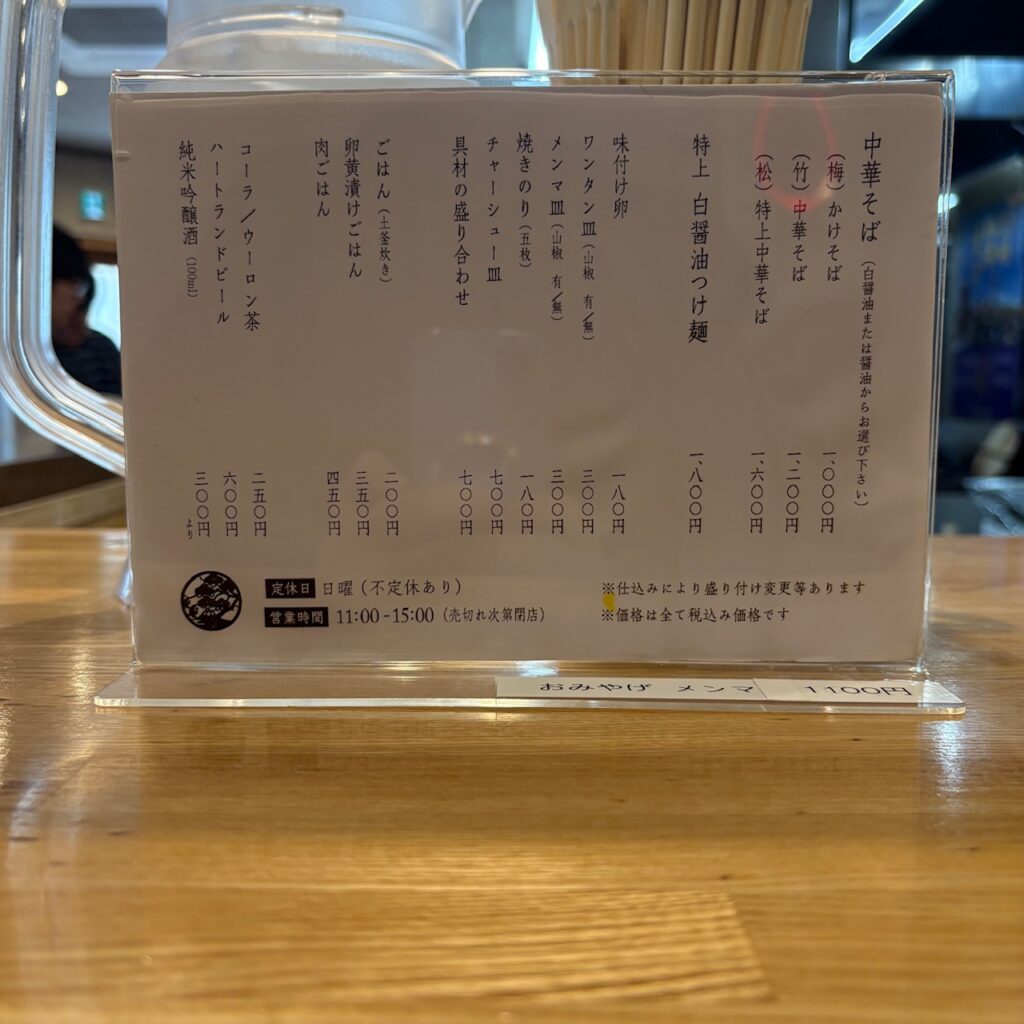 中華そば（白醤油または醤油からお選び下さい）
（梅）かけそば 一、〇〇〇円
（竹）中華そば 一、二〇〇円
（松）特上中華そば 一、六〇〇円
特上 白醤油つけ麺 一、八〇〇円
味付け卵 一八〇円
ワンタン皿（山椒 有／無） 三〇〇円
メンマ皿（山椒 有／無） 三〇〇円
焼きのり（五枚） 一八〇円
チャーシュー皿 七〇〇円
具材の盛り合わせ 七〇〇円
ごはん（土釜炊き） 二〇〇円
卵黄漬けごはん 三五〇円
肉ごはん 四五〇円
コーラ／ウーロン茶 二五〇円
ハートランドビール 六〇〇円
純米吟醸酒（100ml） 三〇〇円より
定休日 日曜（不定休あり）
営業時間 11:00-15:00（売切れ次第閉店）
※仕込みにより盛り付け変更等あります
※価格は全て税込み価格です
おみやげ メンマ 1100円